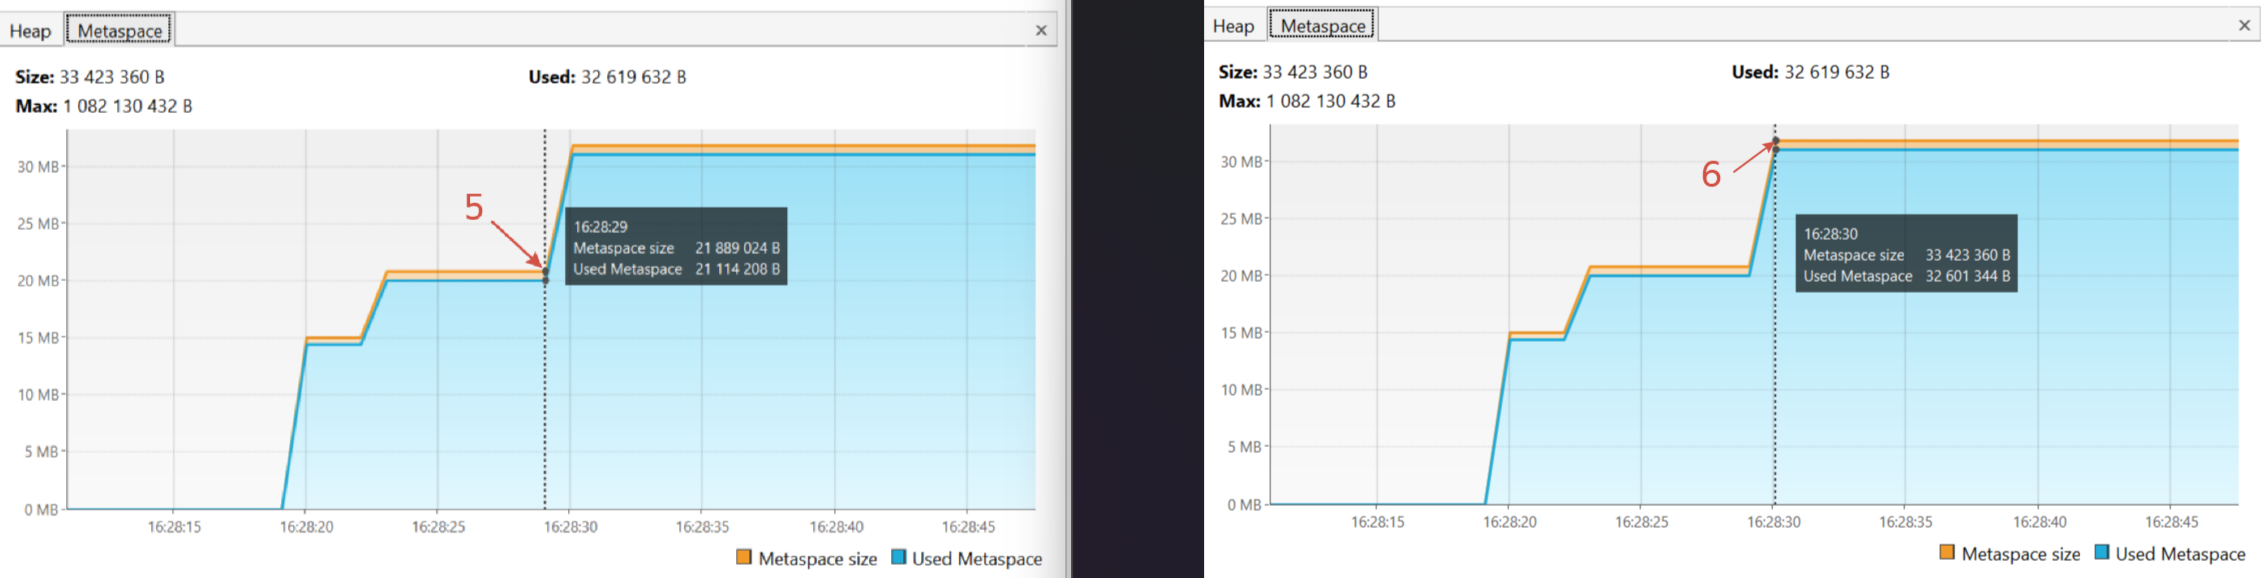 Heap Metaspace ×
Size: 33 423 360 B Used: 32 619 632 B
Max: 1 082 130 432 B
30 MB
25 MB
20 MB
15 MB
10 MB
5 MB
0 MB
5
16:28:29
Metaspace size 21 889 024 B
Used Metaspace 21 114 208 B
16:28:15 16:28:20 16:28:25 16:28:30 16:28:35 16:28:40 16:28:45
Metaspace size Used Metaspace
Heap Metaspace ×
Size: 33 423 360 B Used: 32 619 632 B
Max: 1 082 130 432 B
30 MB
25 MB
20 MB
15 MB
10 MB
5 MB
0 MB
6
16:28:30
Metaspace size 33 423 360 B
Used Metaspace 32 601 344 B
16:28:15 16:28:20 16:28:25 16:28:30 16:28:35 16:28:40 16:28:45
Metaspace size Used Metaspace